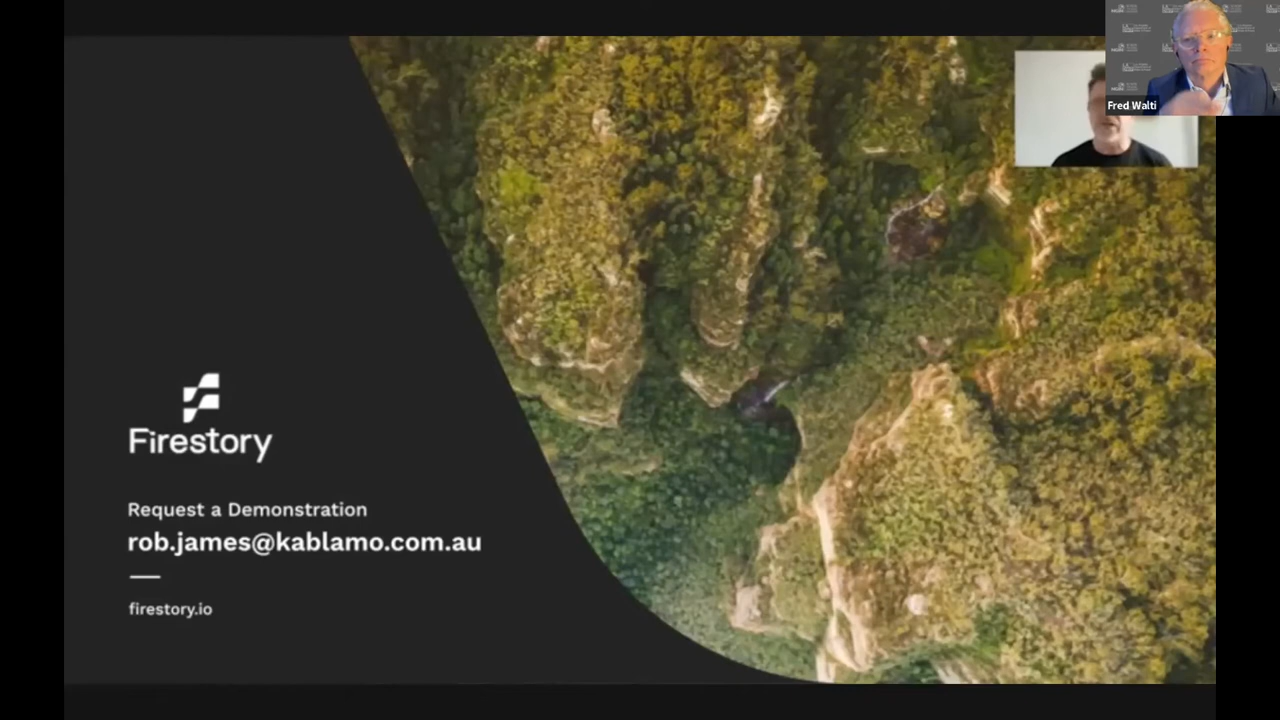 Fred Walti
Firestory
Request a Demonstration
rob.james@kablamo.com.au
firestory.io